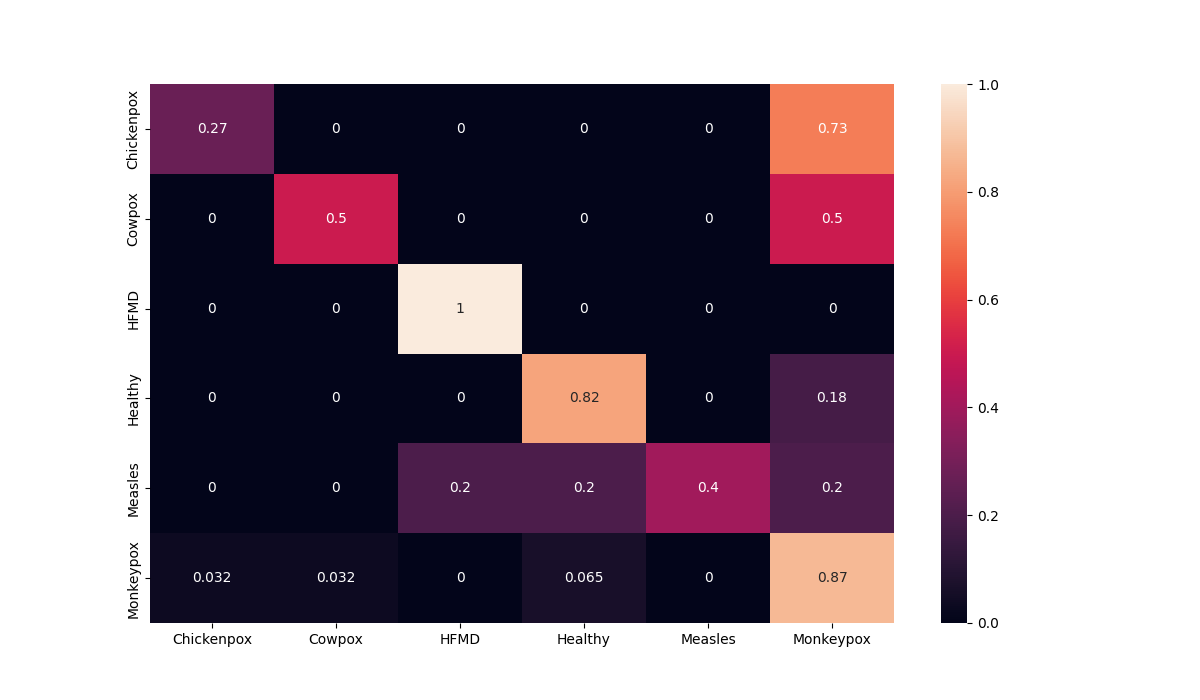 Chickenpox 0.27 0 0 0 0 0.73
Cowpox 0 0.5 0 0 0 0.5
HFMD 0 0 1 0 0 0
Healthy 0 0 0 0.82 0 0.18
Measles 0 0 0.2 0.2 0.4 0.2
Monkeypox 0.032 0.032 0 0.065 0 0.87
Chickenpox Cowpox HFMD Healthy Measles Monkeypox
1.0
0.8
0.6
0.4
0.2
0.0